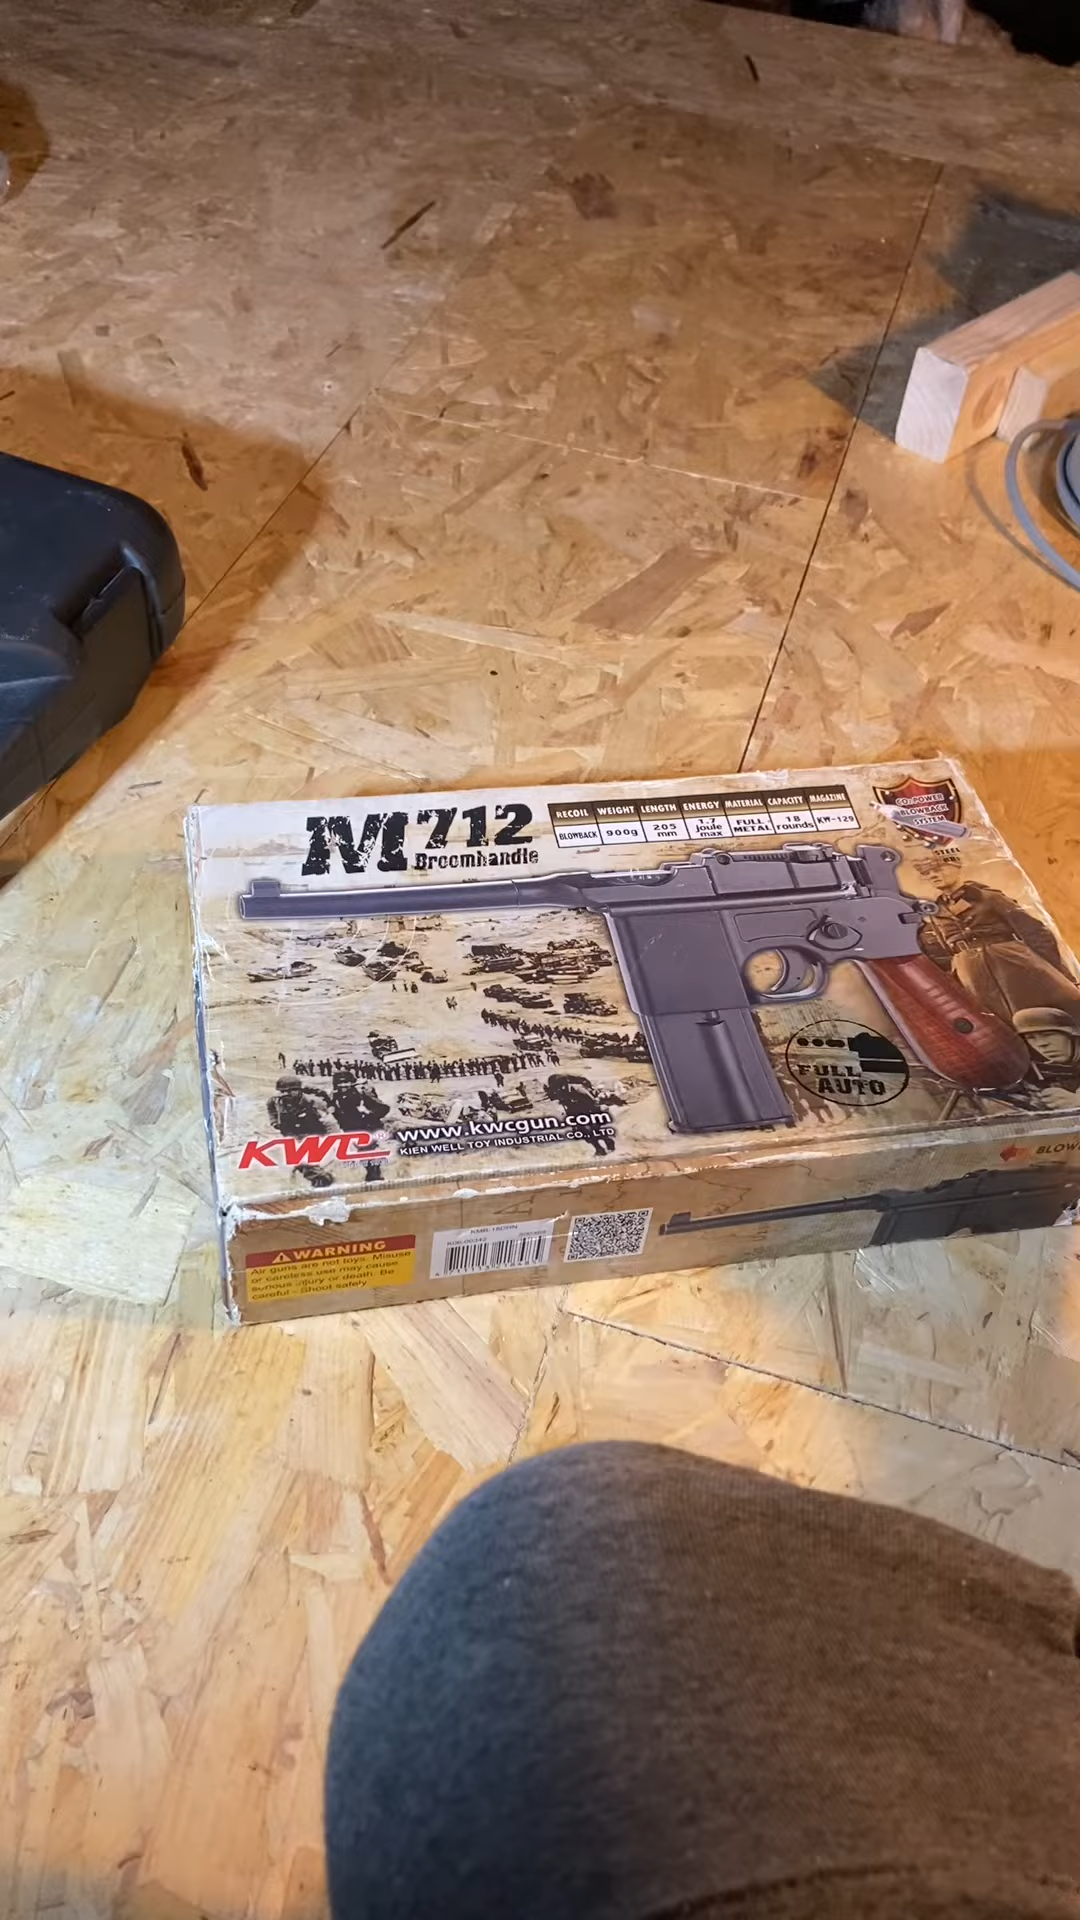 M712
Broomhandle
RECOIL WEIGHT LENGTH ENERGY MATERIAL CAPACITY MAGAZINE
BLOWBACK 900g 205 mm 1.7 joule max FULL METAL 18 rounds KW-129
CO2 POWER
BLOWBACK
SYSTEM
STEEL
BBs
FULL
AUTO
KWC
www.kwcgun.com
KIEN WELL TOY INDUSTRIAL CO., LTD
WARNING
Air guns are not toys. Misuse
or careless use may cause
serious injury or death. Be
careful - Shoot safely
BLOW